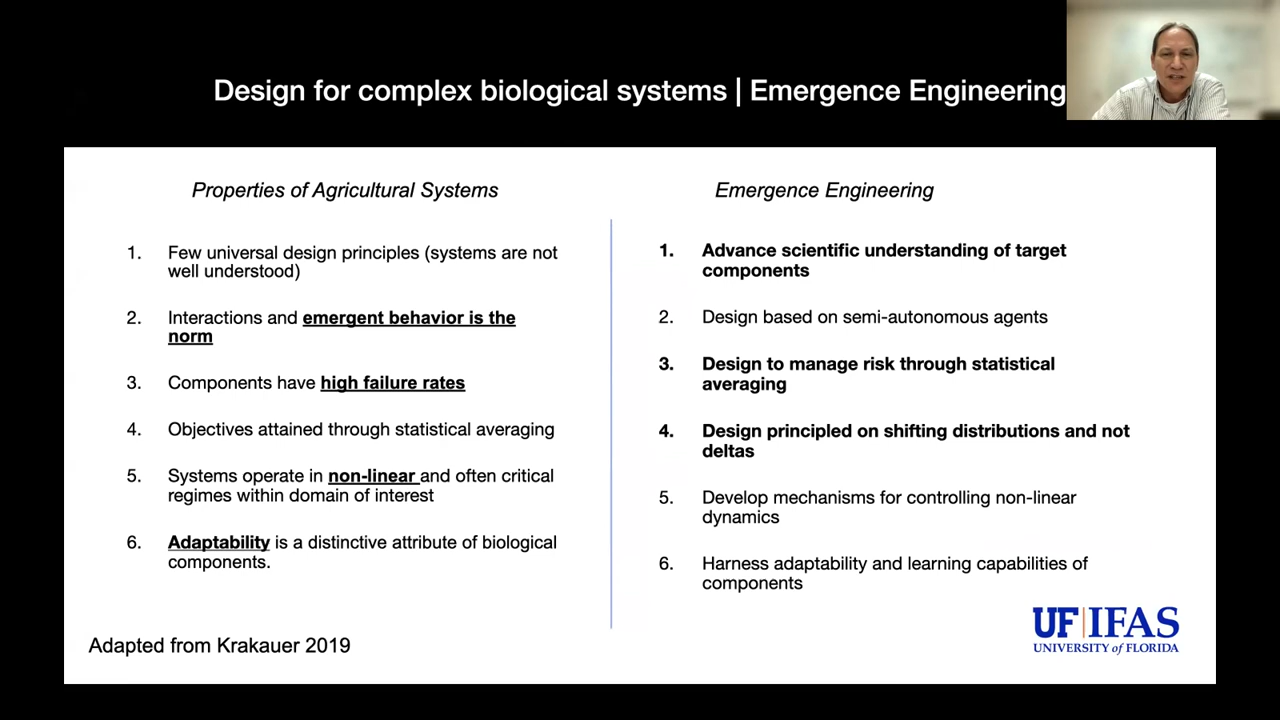 Design for complex biological systems | Emergence Engineering
Properties of Agricultural Systems
1. Few universal design principles (systems are not
well understood)
2. Interactions and emergent behavior is the
norm
3. Components have high failure rates
4. Objectives attained through statistical averaging
5. Systems operate in non-linear and often critical
regimes within domain of interest
6. Adaptability is a distinctive attribute of biological
components.
Emergence Engineering
1. Advance scientific understanding of target
components
2. Design based on semi-autonomous agents
3. Design to manage risk through statistical
averaging
4. Design principled on shifting distributions and not
deltas
5. Develop mechanisms for controlling non-linear
dynamics
6. Harness adaptability and learning capabilities of
components
Adapted from Krakauer 2019
UF|IFAS
UNIVERSITY of FLORIDA